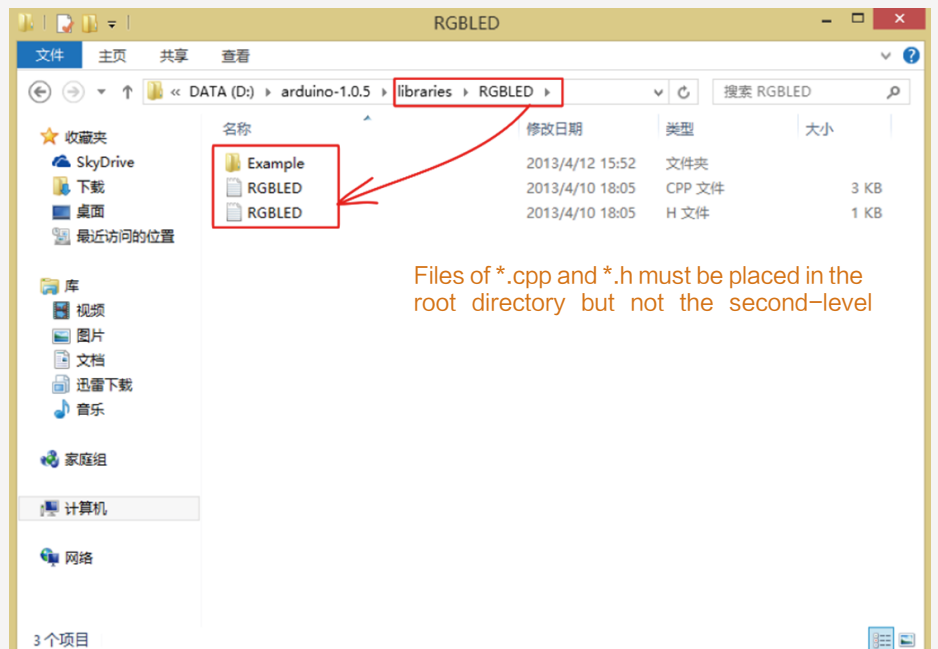 RGBLED
文件 主页 共享 查看
« DATA (D:) ▸ arduino-1.0.5 ▸ libraries ▸ RGBLED ▸ 搜索 RGBLED
名称 修改日期 类型 大小
收藏夹
SkyDrive
下载
桌面
最近访问的位置
库
视频
图片
文档
迅雷下载
音乐
家庭组
计算机
网络
Example 2013/4/12 15:52 文件夹
RGBLED 2013/4/10 18:05 CPP 文件 3 KB
RGBLED 2013/4/10 18:05 H 文件 1 KB
Files of *.cpp and *.h must be placed in the
root directory but not the second-level
3 个项目